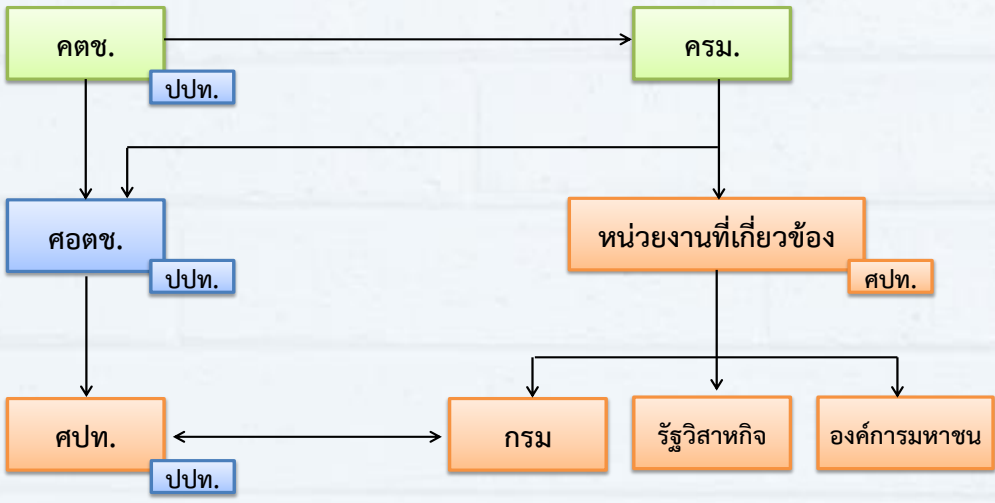 คตช.
ครม.
ปปท.
ศอตช.
หน่วยงานที่เกี่ยวข้อง
ปปท.
ศปท.
ศปท.
กรม
รัฐวิสาหกิจ
องค์การมหาชน
ปปท.